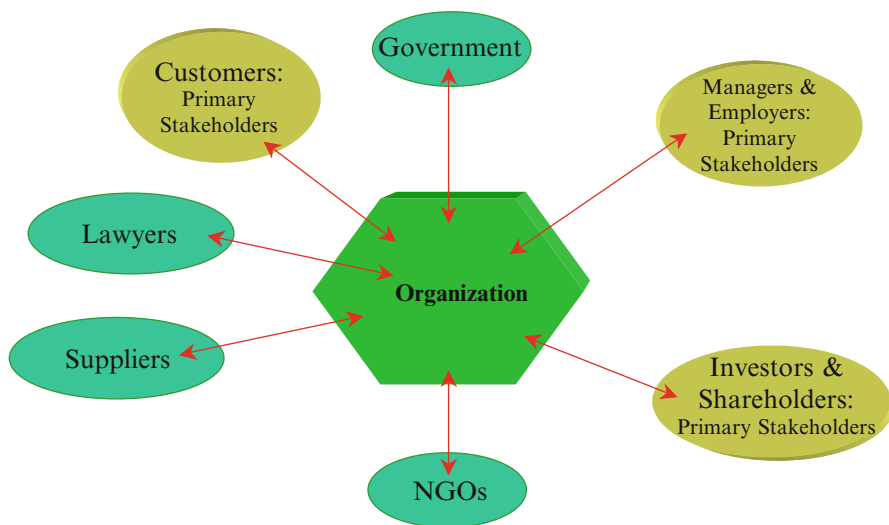 Government
Customers:
Primary
Stakeholders
Managers &
Employers:
Primary
Stakeholders
Lawyers
Organization
Suppliers
Investors &
Shareholders:
Primary Stakeholders
NGOs